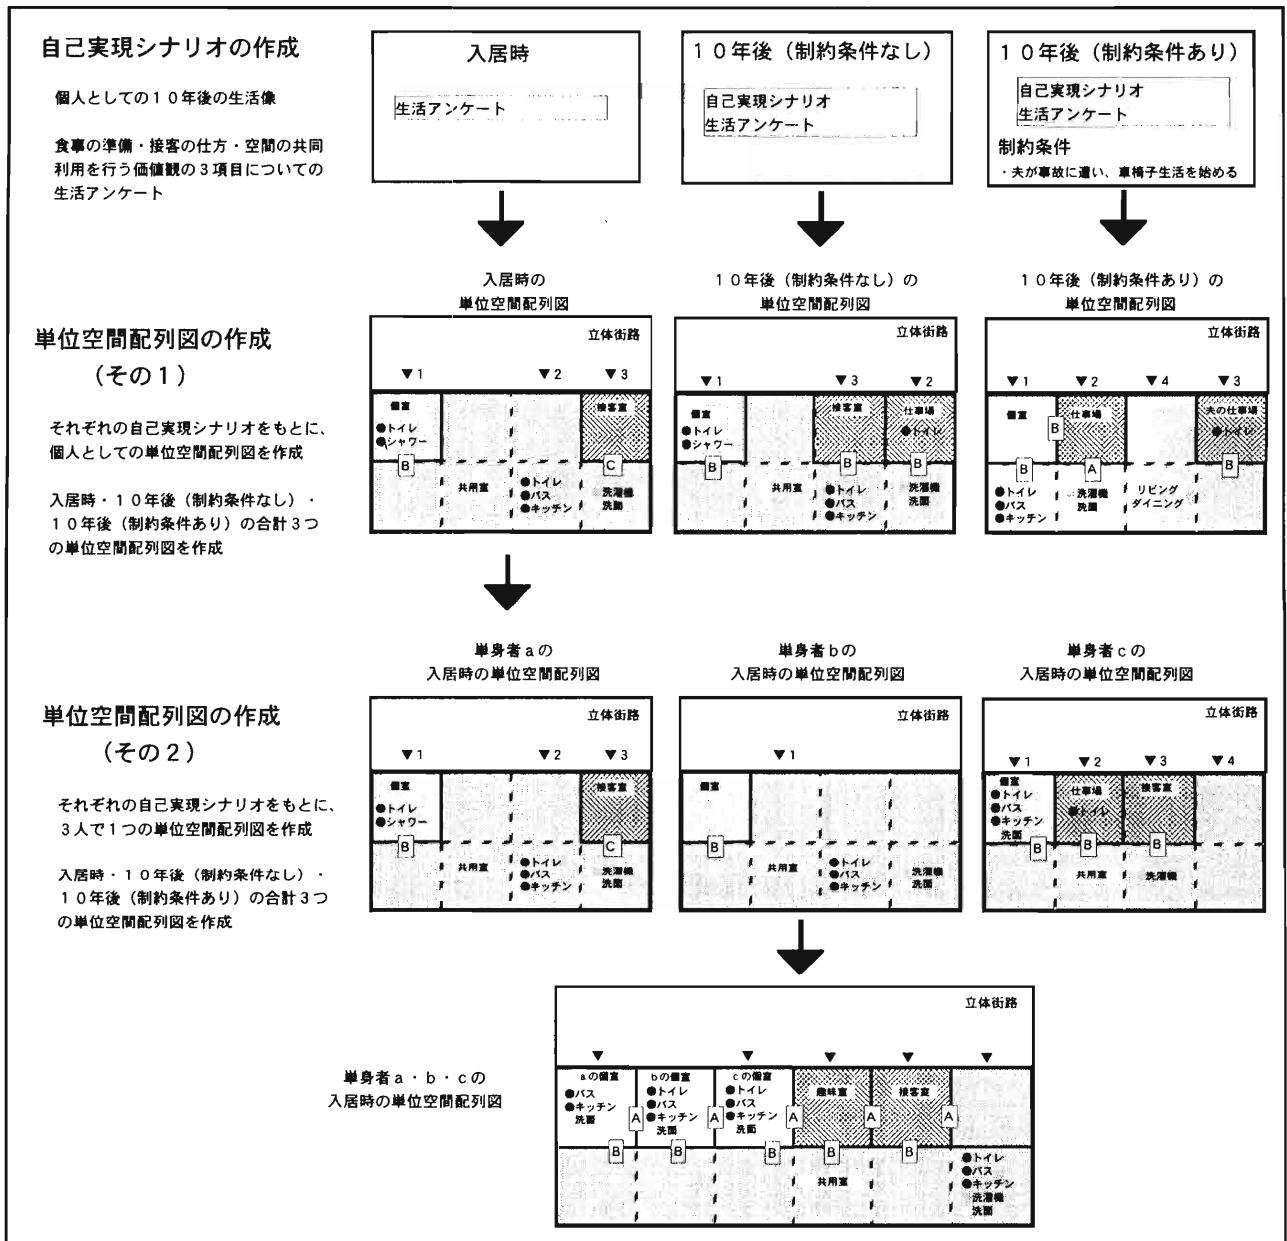 自己実現シナリオの作成
個人としての１０年後の生活像
食事の準備・接客の仕方・空間の共同
利用を行う価値観の３項目についての
生活アンケート
入居時
生活アンケート
１０年後（制約条件なし）
自己実現シナリオ
生活アンケート
１０年後（制約条件あり）
自己実現シナリオ
生活アンケート
制約条件
・夫が事故に遭い、車椅子生活を始める
単位空間配列図の作成
（その１）
それぞれの自己実現シナリオをもとに、
個人としての単位空間配列図を作成
入居時・１０年後（制約条件なし）・
１０年後（制約条件あり）の合計３つ
の単位空間配列図を作成
入居時の
単位空間配列図
立体街路
▼1
▼2
▼3
個室
●トイレ
●シャワー
接客室
B
C
共用室
●トイレ
●バス
●キッチン
洗濯機
洗面
１０年後（制約条件なし）の
単位空間配列図
立体街路
▼1
▼3
▼2
個室
●トイレ
●シャワー
接客室
仕事場
●トイレ
B
B
B
共用室
●トイレ
●バス
●キッチン
洗濯機
洗面
１０年後（制約条件あり）の
単位空間配列図
立体街路
▼1
▼2
▼4
▼3
個室
B
仕事場
夫の仕事場
●トイレ
B
A
B
●トイレ
●バス
●キッチン
洗濯機
洗面
リビング
ダイニング
単位空間配列図の作成
（その２）
それぞれの自己実現シナリオをもとに、
３人で１つの単位空間配列図を作成
入居時・１０年後（制約条件なし）・
１０年後（制約条件あり）の合計３つ
の単位空間配列図を作成
単身者aの
入居時の単位空間配列図
立体街路
▼1
▼2
▼3
個室
●トイレ
●シャワー
接客室
B
C
共用室
●トイレ
●バス
●キッチン
洗濯機
洗面
単身者bの
入居時の単位空間配列図
立体街路
▼1
個室
B
共用室
●トイレ
●バス
●キッチン
洗濯機
洗面
単身者cの
入居時の単位空間配列図
立体街路
▼1
▼2
▼3
▼4
個室
●トイレ
●バス
●キッチン
洗面
仕事場
●トイレ
接客室
B
B
B
共用室
洗濯機
単身者a・b・cの
入居時の単位空間配列図
立体街路
▼
▼
▼
▼
▼
aの個室
●バス
●キッチン
洗面
A
bの個室
●トイレ
●バス
●キッチン
洗面
A
cの個室
●トイレ
●バス
●キッチン
洗面
A
趣味室
A
接客室
A
B
B
B
B
B
共用室
●トイレ
●バス
●キッチン
洗濯機
洗面